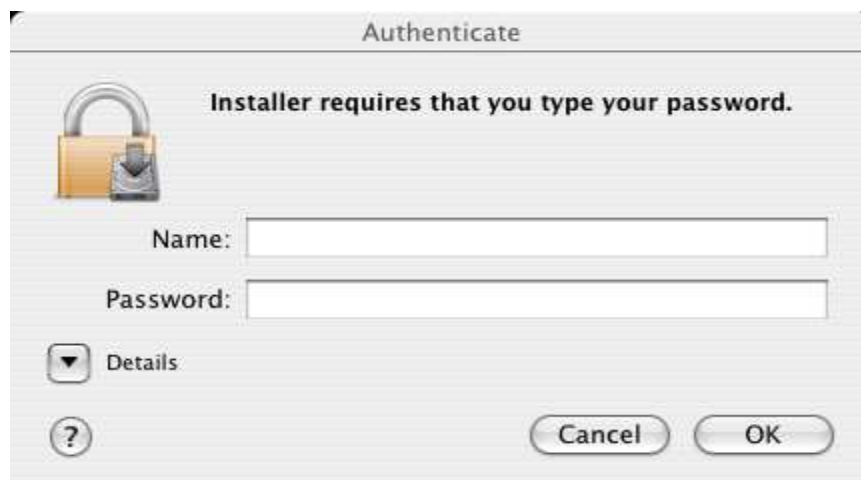 Authenticate
Installer requires that you type your password.
Name:
Password:
Details
?
Cancel OK